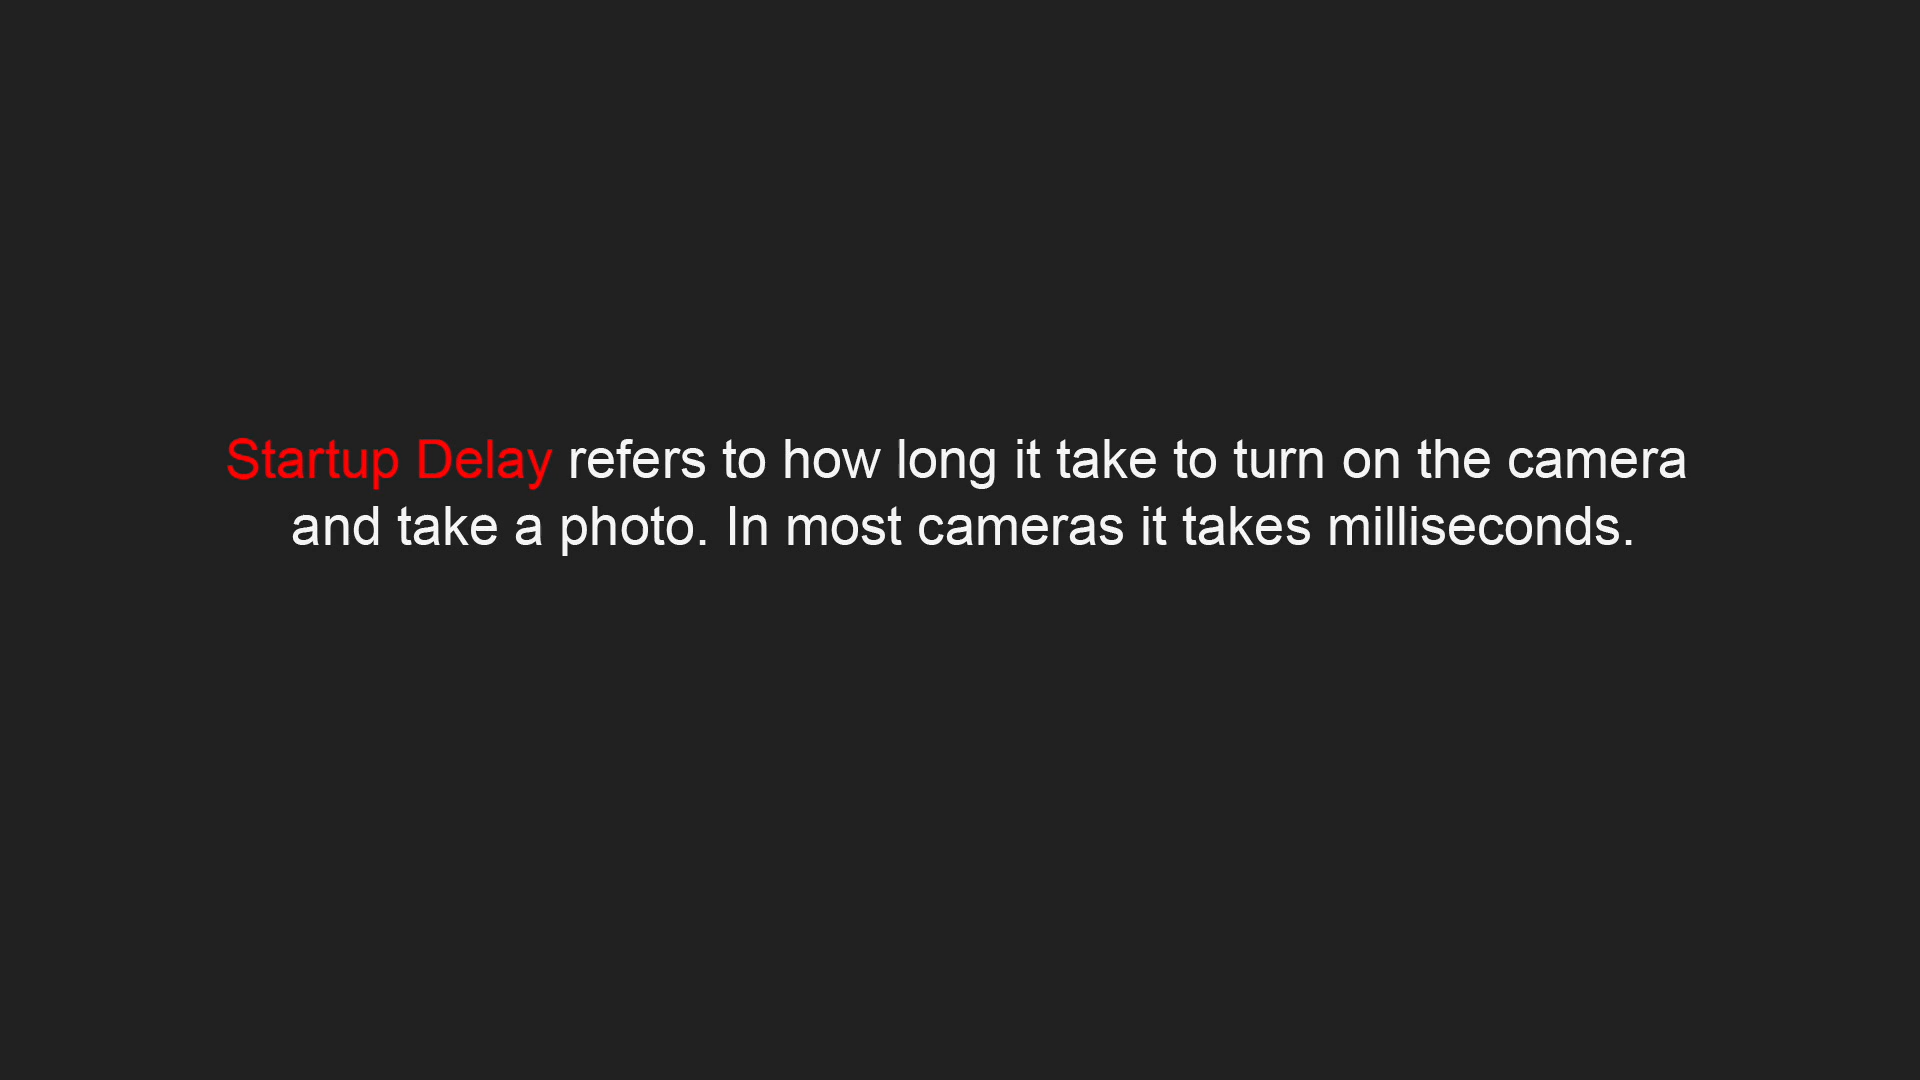 Startup Delay refers to how long it take to turn on the camera
and take a photo. In most cameras it takes milliseconds.